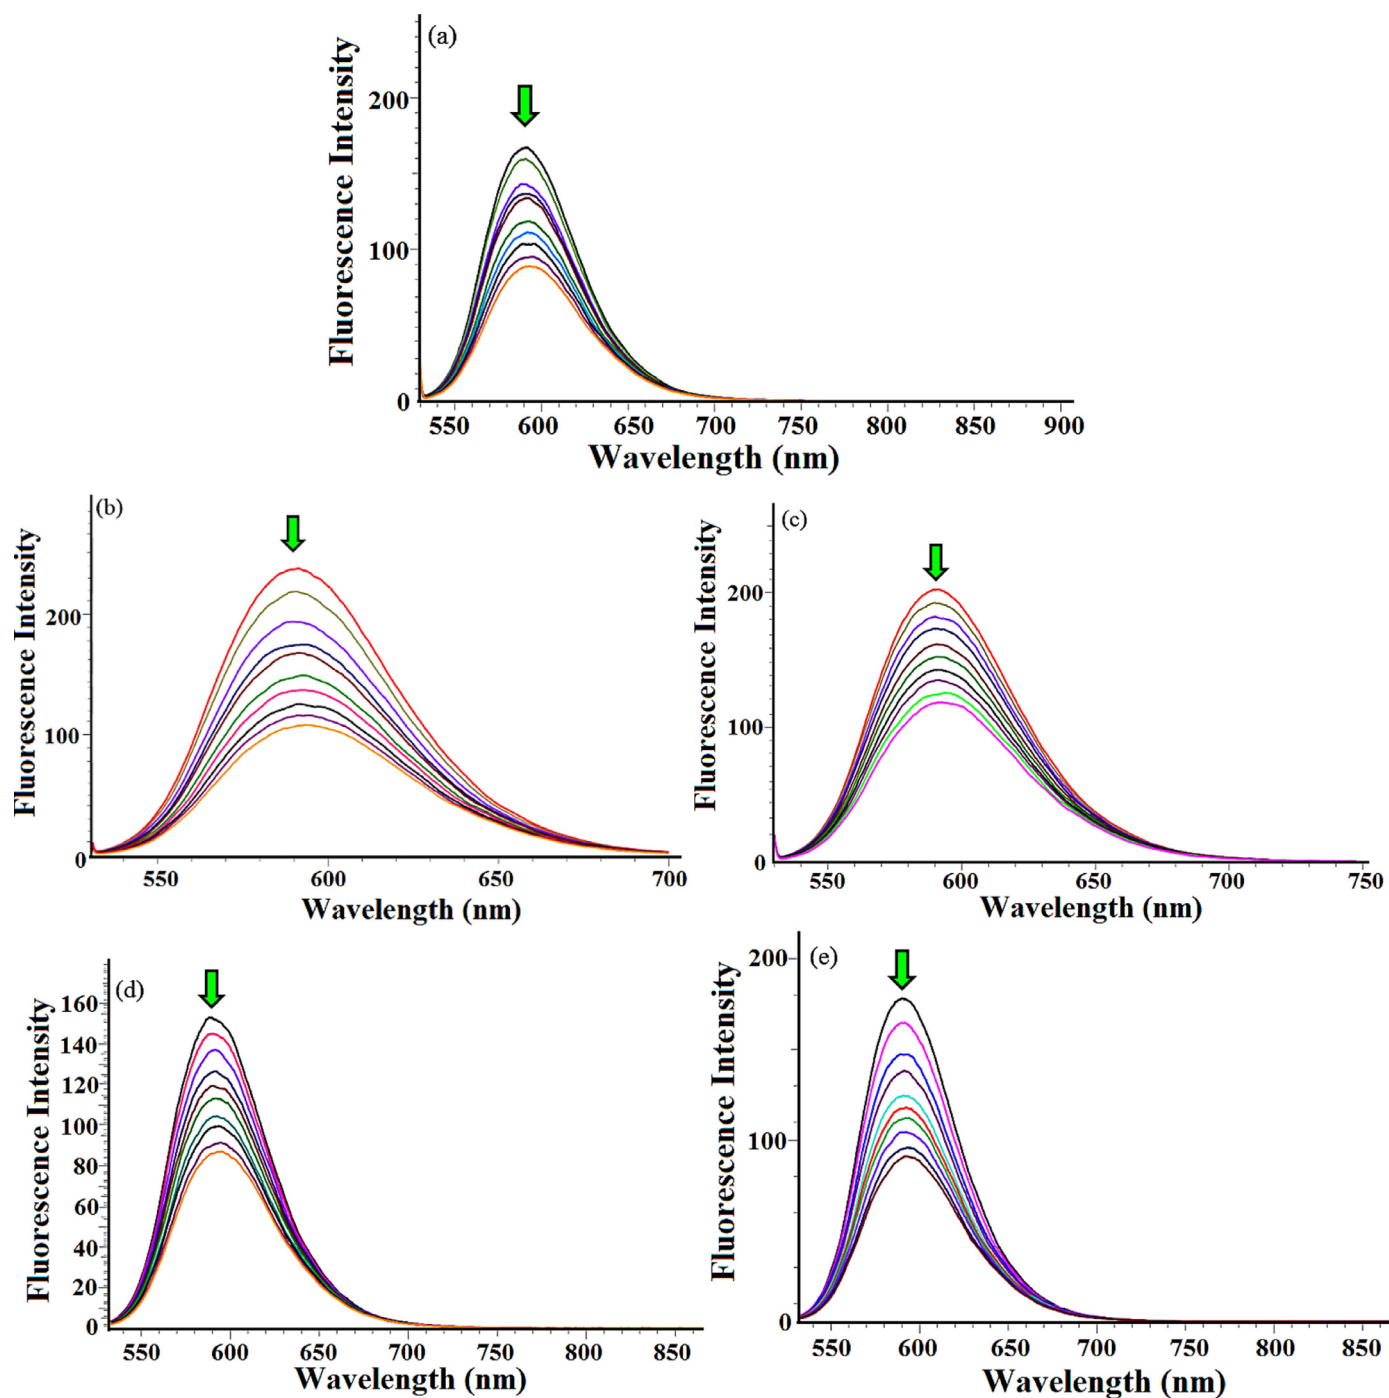 (a)
Fluorescence Intensity
200
100
0
550 600 650 700 750 800 850 900
Wavelength (nm)
(b)
Fluorescence Intensity
200
100
0
550 600 650 700
Wavelength (nm)
(c)
Fluorescence Intensity
200
100
0
550 600 650 700 750
Wavelength (nm)
(d)
Fluorescence Intensity
160
140
120
100
80
60
40
20
0
550 600 650 700 750 800 850
Wavelength (nm)
(e)
Fluorescence Intensity
200
100
0
550 600 650 700 750 800 850
Wavelength (nm)